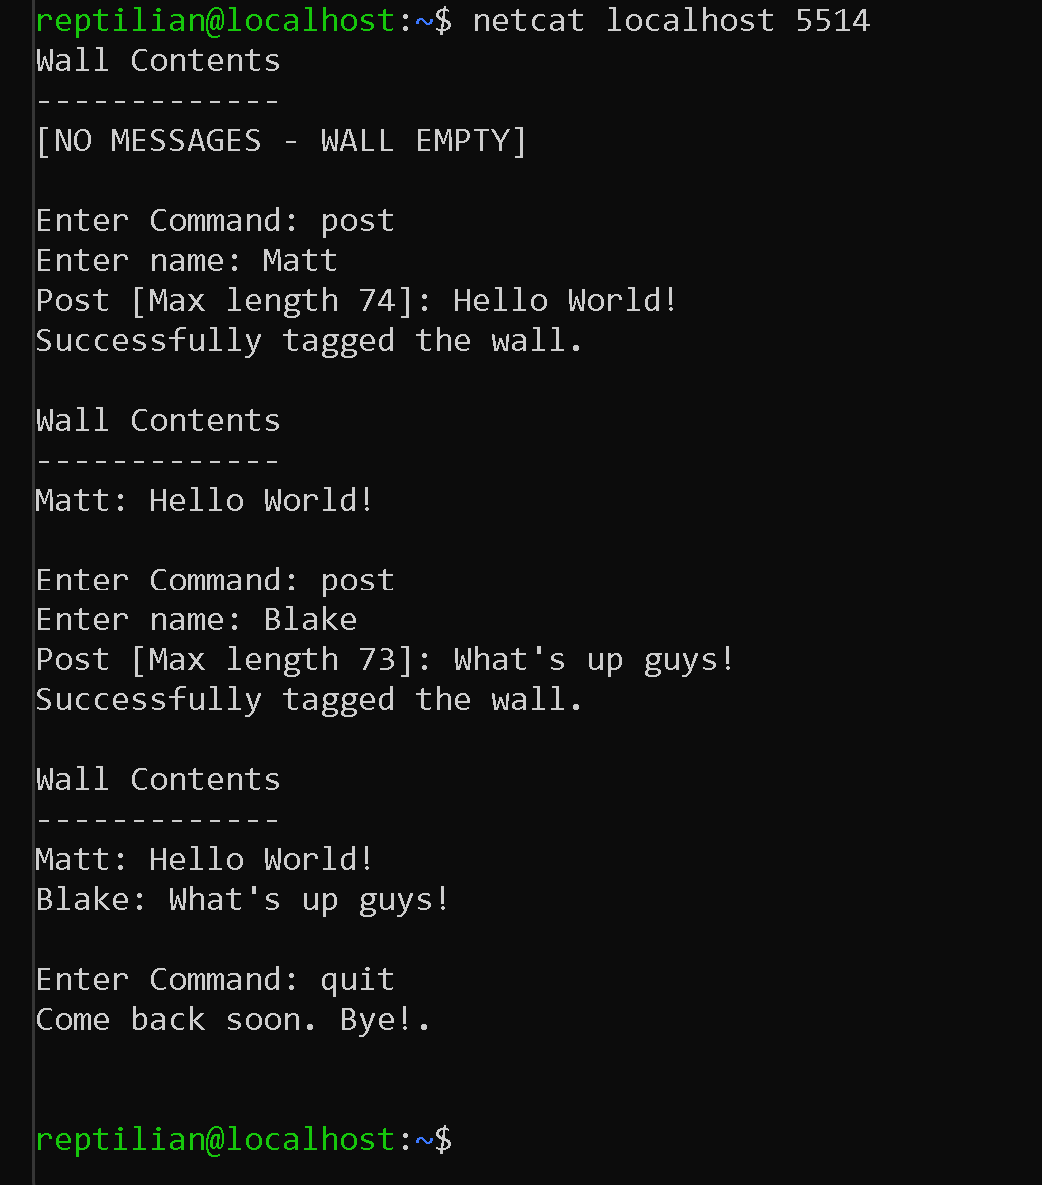 reptilian@localhost:~$ netcat localhost 5514
Wall Contents
-------------
[NO MESSAGES - WALL EMPTY]
Enter Command: post
Enter name: Matt
Post [Max length 74]: Hello World!
Successfully tagged the wall.
Wall Contents
-------------
Matt: Hello World!
Enter Command: post
Enter name: Blake
Post [Max length 73]: What's up guys!
Successfully tagged the wall.
Wall Contents
-------------
Matt: Hello World!
Blake: What's up guys!
Enter Command: quit
Come back soon. Bye!.
reptilian@localhost:~$